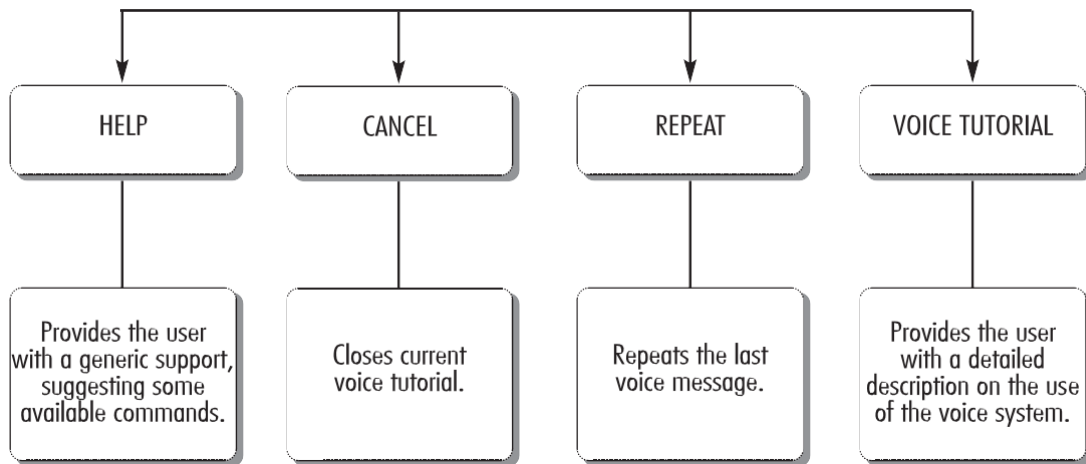 HELP
CANCEL
REPEAT
VOICE TUTORIAL
Provides the user
with a generic support,
suggesting some
available commands.
Closes current
voice tutorial.
Repeats the last
voice message.
Provides the user
with a detailed
description on the use
of the voice system.